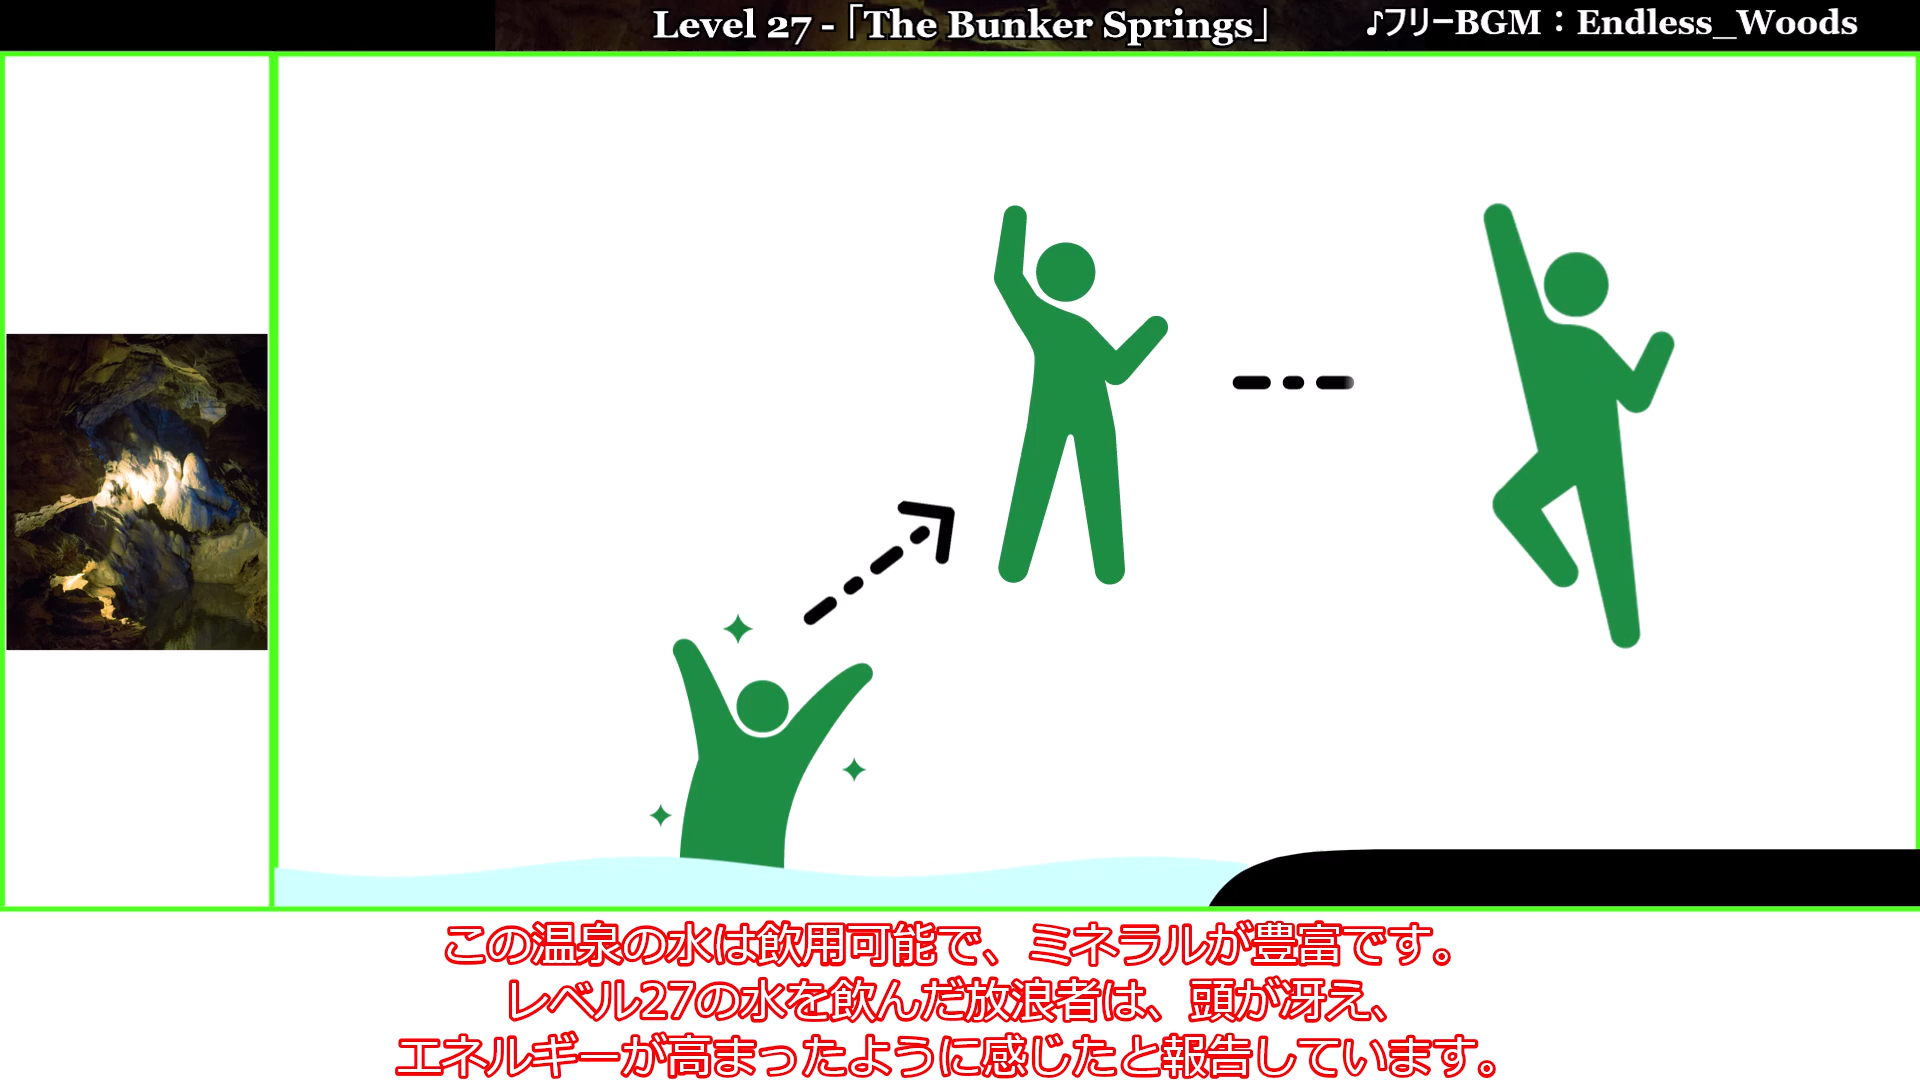 Level 27 -「The Bunker Springs」
♪フリーBGM：Endless_Woods
この温泉の水は飲用可能で、ミネラルが豊富です。
レベル27の水を飲んだ放浪者は、頭が冴え、
エネルギーが高まったように感じたと報告しています。